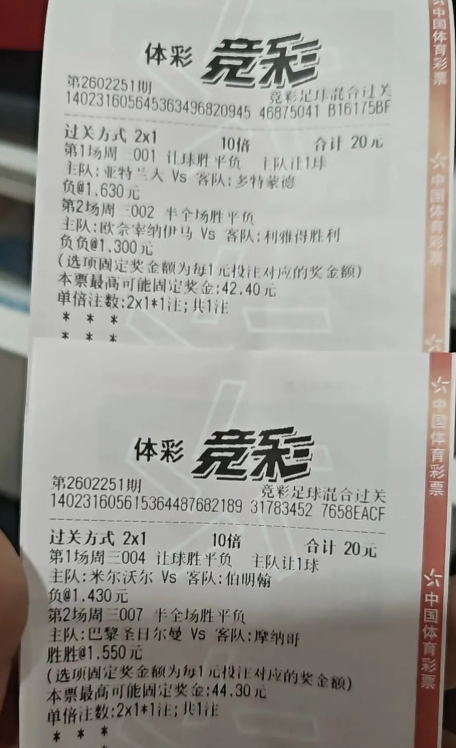 体彩 竞彩
第2602251期 竞彩足球混合过关
140231605645363496820945 46875041 B16175BF
过关方式 2x1 10倍 合计 20元
第1场周 001 让球胜平负 主队让1球
主队:亚特兰大 Vs 客队:多特蒙德
负@1.630元
第2场周三002 半全场胜平负
主队:欧奈宰纳伊马 Vs 客队:利雅得胜利
负负@1.300元
(选项固定奖金额为每1元投注对应的奖金额)
本票最高可能固定奖金:42.40元
单倍注数:2x1*1注;共1注
* * *
* * *
中国体育彩票
中国体育彩票
体彩 竞彩
第2602251期 竞彩足球混合过关
140231605615364487682189 31783452 7658EACF
过关方式 2x1 10倍 合计 20元
第1场周三004 让球胜平负 主队让1球
主队:米尔沃尔 Vs 客队:伯明翰
负@1.430元
第2场周三007 半全场胜平负
主队:巴黎圣日尔曼 Vs 客队:摩纳哥
胜胜@1.550元
(选项固定奖金额为每1元投注对应的奖金额)
本票最高可能固定奖金:44.30元
单倍注数:2x1*1注;共1注
* * *
中国体育彩票
中国体育彩票